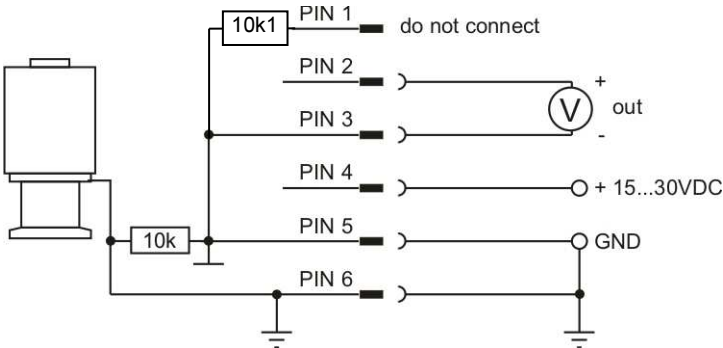 10k1 PIN 1 do not connect
PIN 2 +
V out
PIN 3 -
PIN 4 + 15...30VDC
10k PIN 5 GND
PIN 6